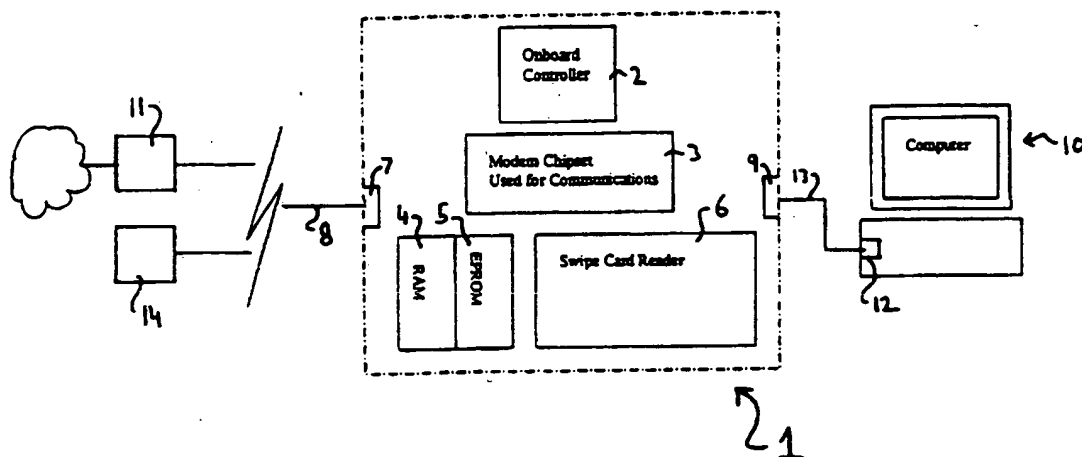 Onboard
Controller
2
11
Modem Chipset
Used for Communications
3
7
9
13
Computer
10
8
4
5
6
RAM
EPROM
Swipe Card Reader
14
12
1